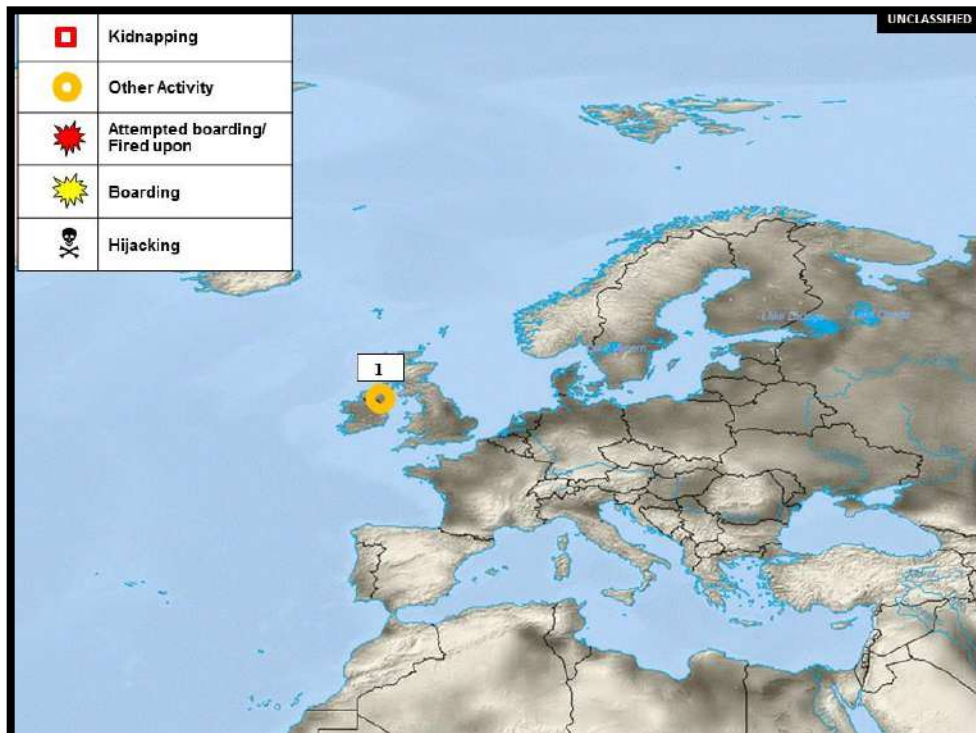 UNCLASSIFIED
Kidnapping
Other Activity
Attempted boarding/
Fired upon
Boarding
Hijacking
1